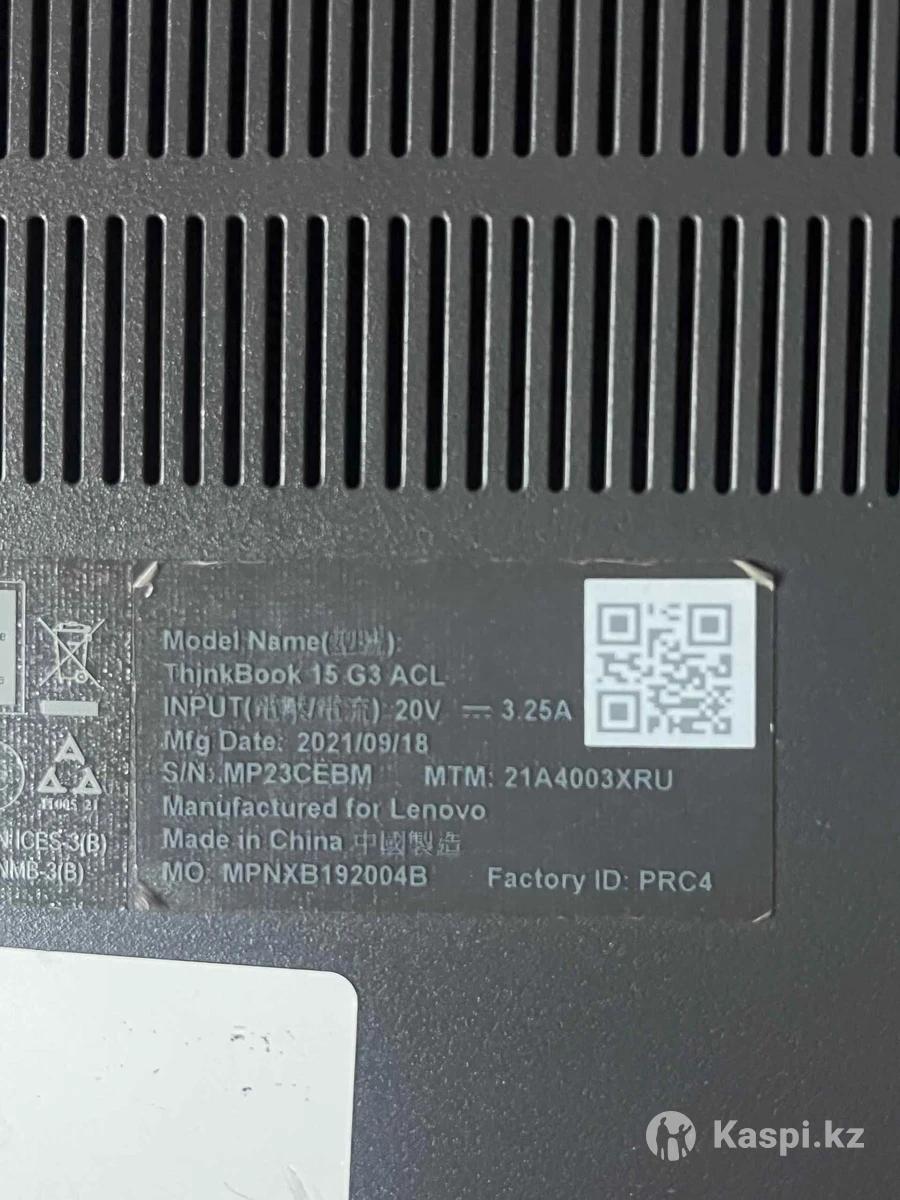 Model Name(型號):
ThinkBook 15 G3 ACL
INPUT(電壓/電流) 20V ⎓ 3.25A
Mfg Date: 2021/09/18
S/N: MP23CEBM MTM: 21A4003XRU
Manufactured for Lenovo
Made in China 中國製造
MO: MPNXB192004B Factory ID: PRC4
ICES-3(B)
NMB-3(B)
Kaspi.kz